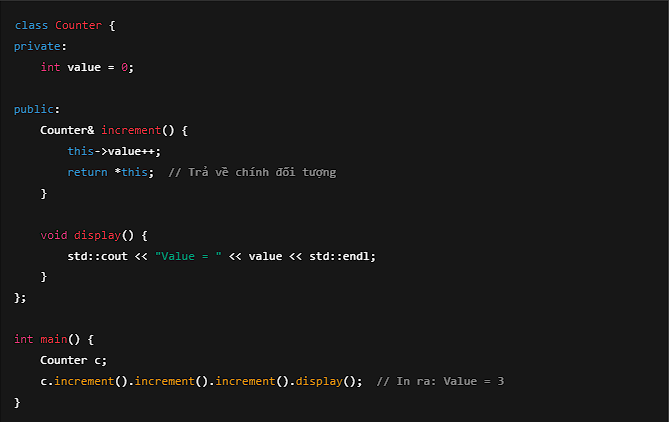 class Counter {
private:
    int value = 0;

public:
    Counter& increment() {
        this->value++;
        return *this;  // Trả về chính đối tượng
    }

    void display() {
        std::cout << "Value = " << value << std::endl;
    }
};

int main() {
    Counter c;
    c.increment().increment().increment().display();  // In ra: Value = 3
}